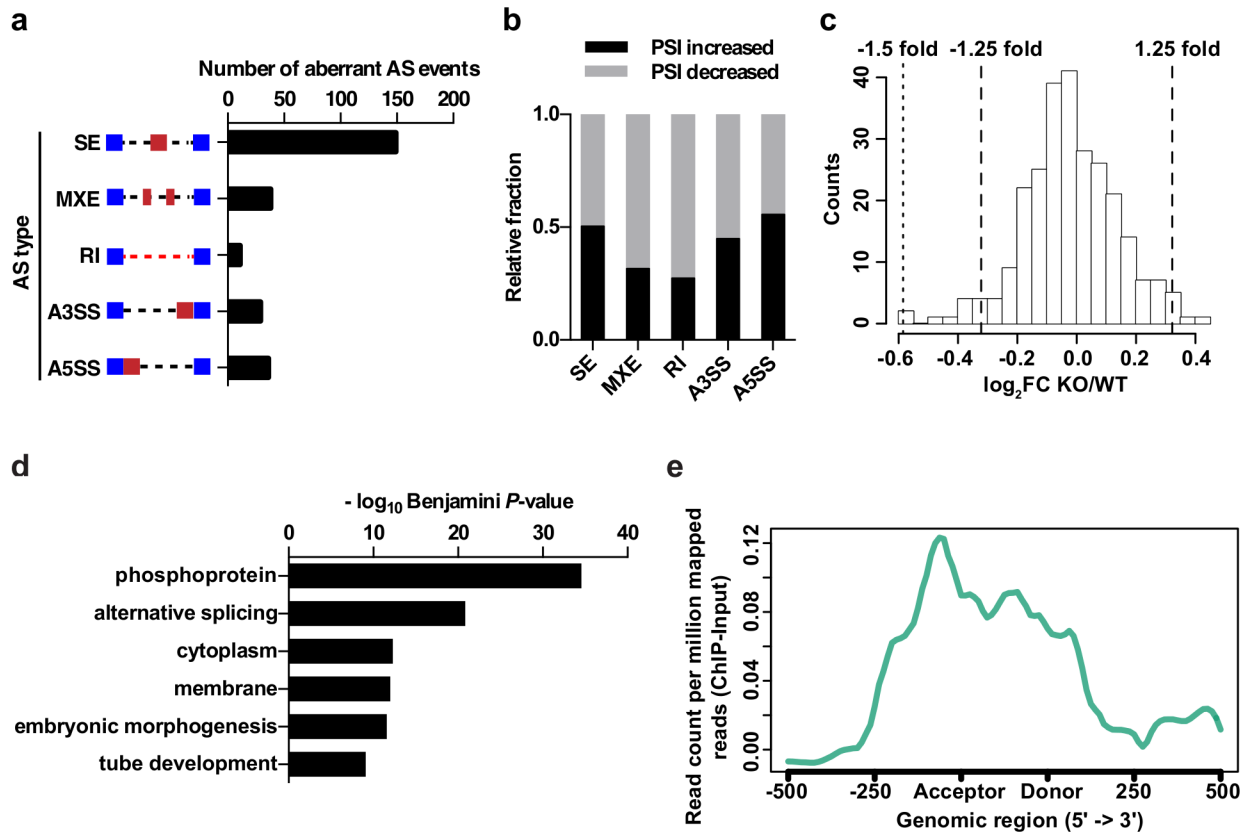 a
Number of aberrant AS events
0 50 100 150 200
AS type
SE
MXE
RI
A3SS
A5SS
b
PSI increased
PSI decreased
Relative fraction
1.0
0.5
0.0
SE MXE RI A3SS A5SS
c
-1.5 fold -1.25 fold 1.25 fold
Counts
40
30
20
10
0
-0.6 -0.4 -0.2 0.0 0.2 0.4
log2FC KO/WT
d
- log10 Benjamini P-value
0 10 20 30 40
phosphoprotein
alternative splicing
cytoplasm
membrane
embryonic morphogenesis
tube development
e
Read count per million mapped
reads (ChIP-Input)
0.12
0.08
0.04
0.00
-500 -250 Acceptor Donor 250 500
Genomic region (5' -> 3')